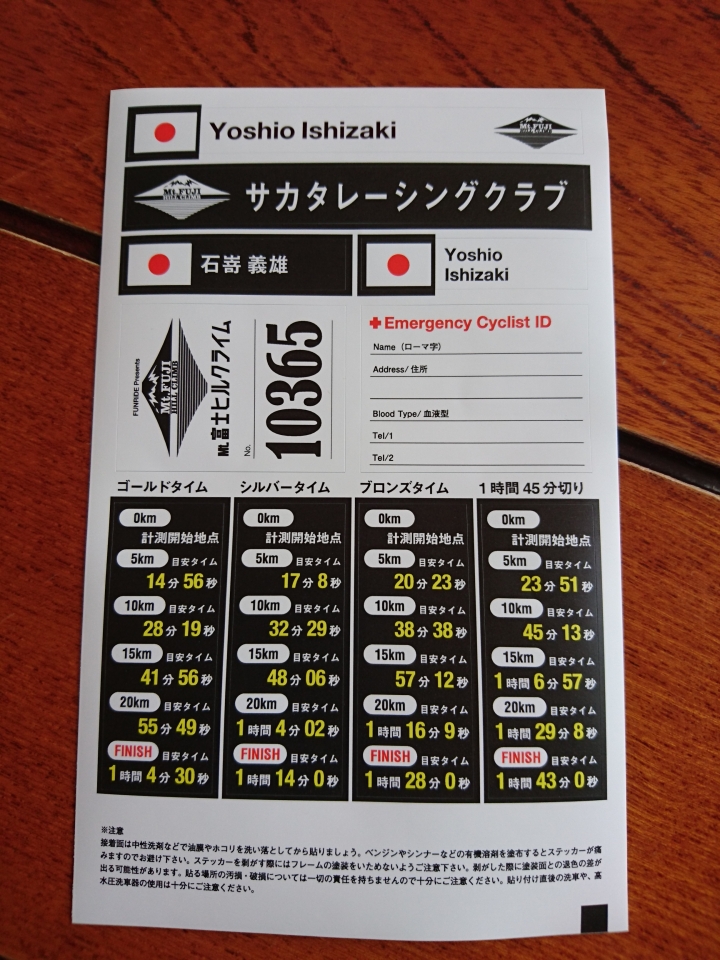 Yoshio Ishizaki
Mt.FUJI
HILL CLIMB
Mt.FUJI
HILL CLIMB
サカタレーシングクラブ
石嵜 義雄
Yoshio
Ishizaki
FUNRIDE Presents
Mt.FUJI
HILL CLIMB
Mt.富士ヒルクライム
No.
10365
Emergency Cyclist ID
Name（ローマ字）
Address/ 住所
Blood Type/ 血液型
Tel/1
Tel/2
ゴールドタイム
0km
計測開始地点
5km 目安タイム
14分56秒
10km 目安タイム
28分19秒
15km 目安タイム
41分56秒
20km 目安タイム
55分49秒
FINISH 目安タイム
1時間4分30秒
シルバータイム
0km
計測開始地点
5km 目安タイム
17分8秒
10km 目安タイム
32分29秒
15km 目安タイム
48分06秒
20km 目安タイム
1時間4分02秒
FINISH 目安タイム
1時間14分0秒
ブロンズタイム
0km
計測開始地点
5km 目安タイム
20分23秒
10km 目安タイム
38分38秒
15km 目安タイム
57分12秒
20km 目安タイム
1時間16分9秒
FINISH 目安タイム
1時間28分0秒
1時間45分切り
0km
計測開始地点
5km 目安タイム
23分51秒
10km 目安タイム
45分13秒
15km 目安タイム
1時間6分57秒
20km 目安タイム
1時間29分8秒
FINISH 目安タイム
1時間43分0秒
※注意
接着面は中性洗剤などで油膜やホコリを洗い落としてから貼りましょう。ベンジンやシンナーなどの有機溶剤を塗布するとステッカーが痛
みますのでお避け下さい。ステッカーを剥がす際にはフレームの塗装をいためないようご注意下さい。剥がした際に塗装面との退色の差が
出る可能性があります。貼る場所の汚損・破損については一切の責任を持ちませんので十分にご注意ください。貼り付け直後の洗車や、高
水圧洗車器の使用は十分にご注意ください。